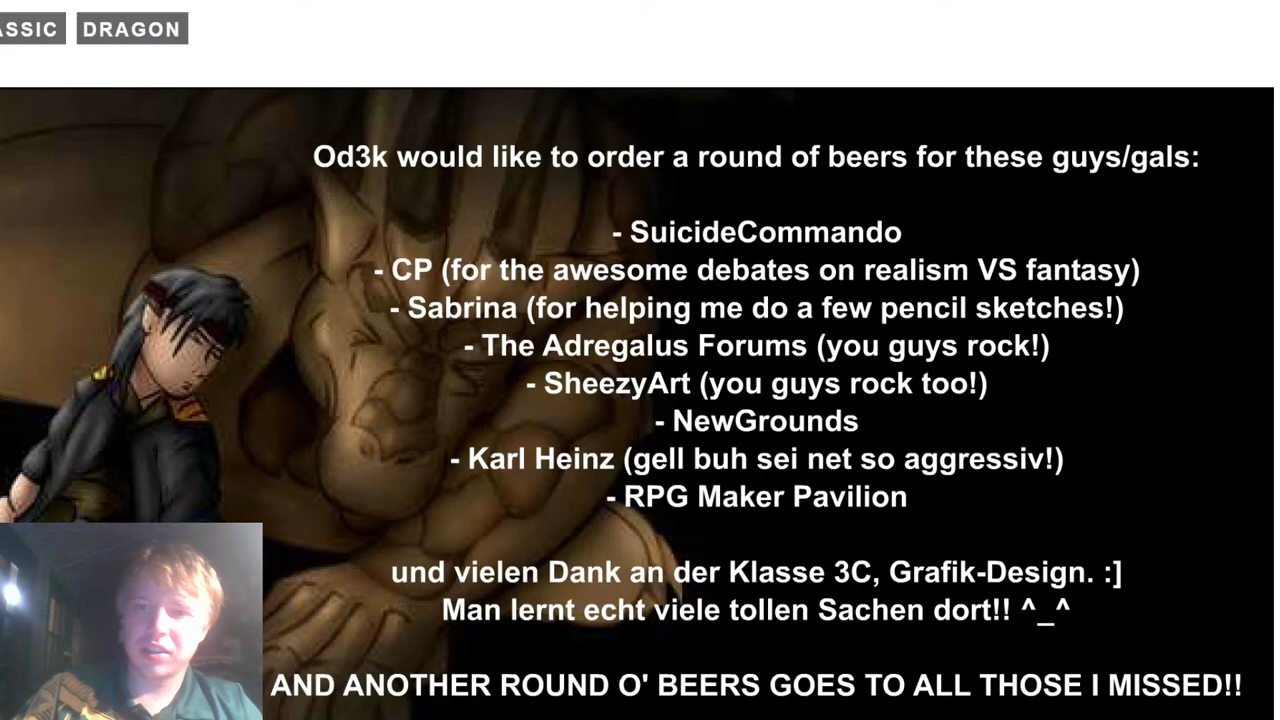 ASSIC DRAGON
Od3k would like to order a round of beers for these guys/gals:
- SuicideCommando
- CP (for the awesome debates on realism VS fantasy)
- Sabrina (for helping me do a few pencil sketches!)
- The Adregalus Forums (you guys rock!)
- SheezyArt (you guys rock too!)
- NewGrounds
- Karl Heinz (gell buh sei net so aggressiv!)
- RPG Maker Pavilion
und vielen Dank an der Klasse 3C, Grafik-Design. :]
Man lernt echt viele tollen Sachen dort!! ^_^
AND ANOTHER ROUND O' BEERS GOES TO ALL THOSE I MISSED!!